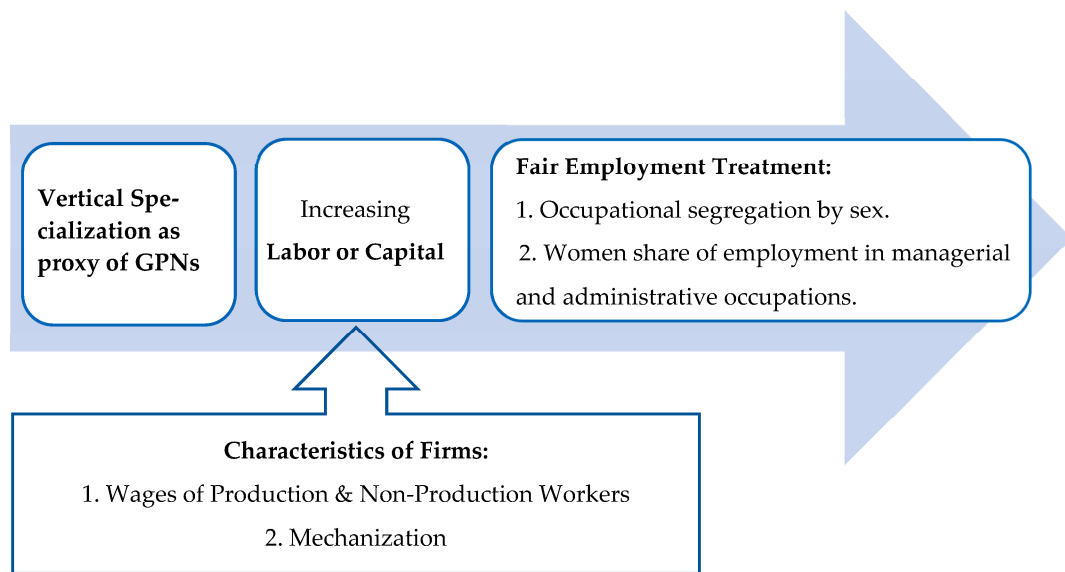 Vertical Spe-
cialization as
proxy of GPNs
Increasing
Labor or Capital
Fair Employment Treatment:
1. Occupational segregation by sex.
2. Women share of employment in managerial
and administrative occupations.
Characteristics of Firms:
1. Wages of Production & Non-Production Workers
2. Mechanization